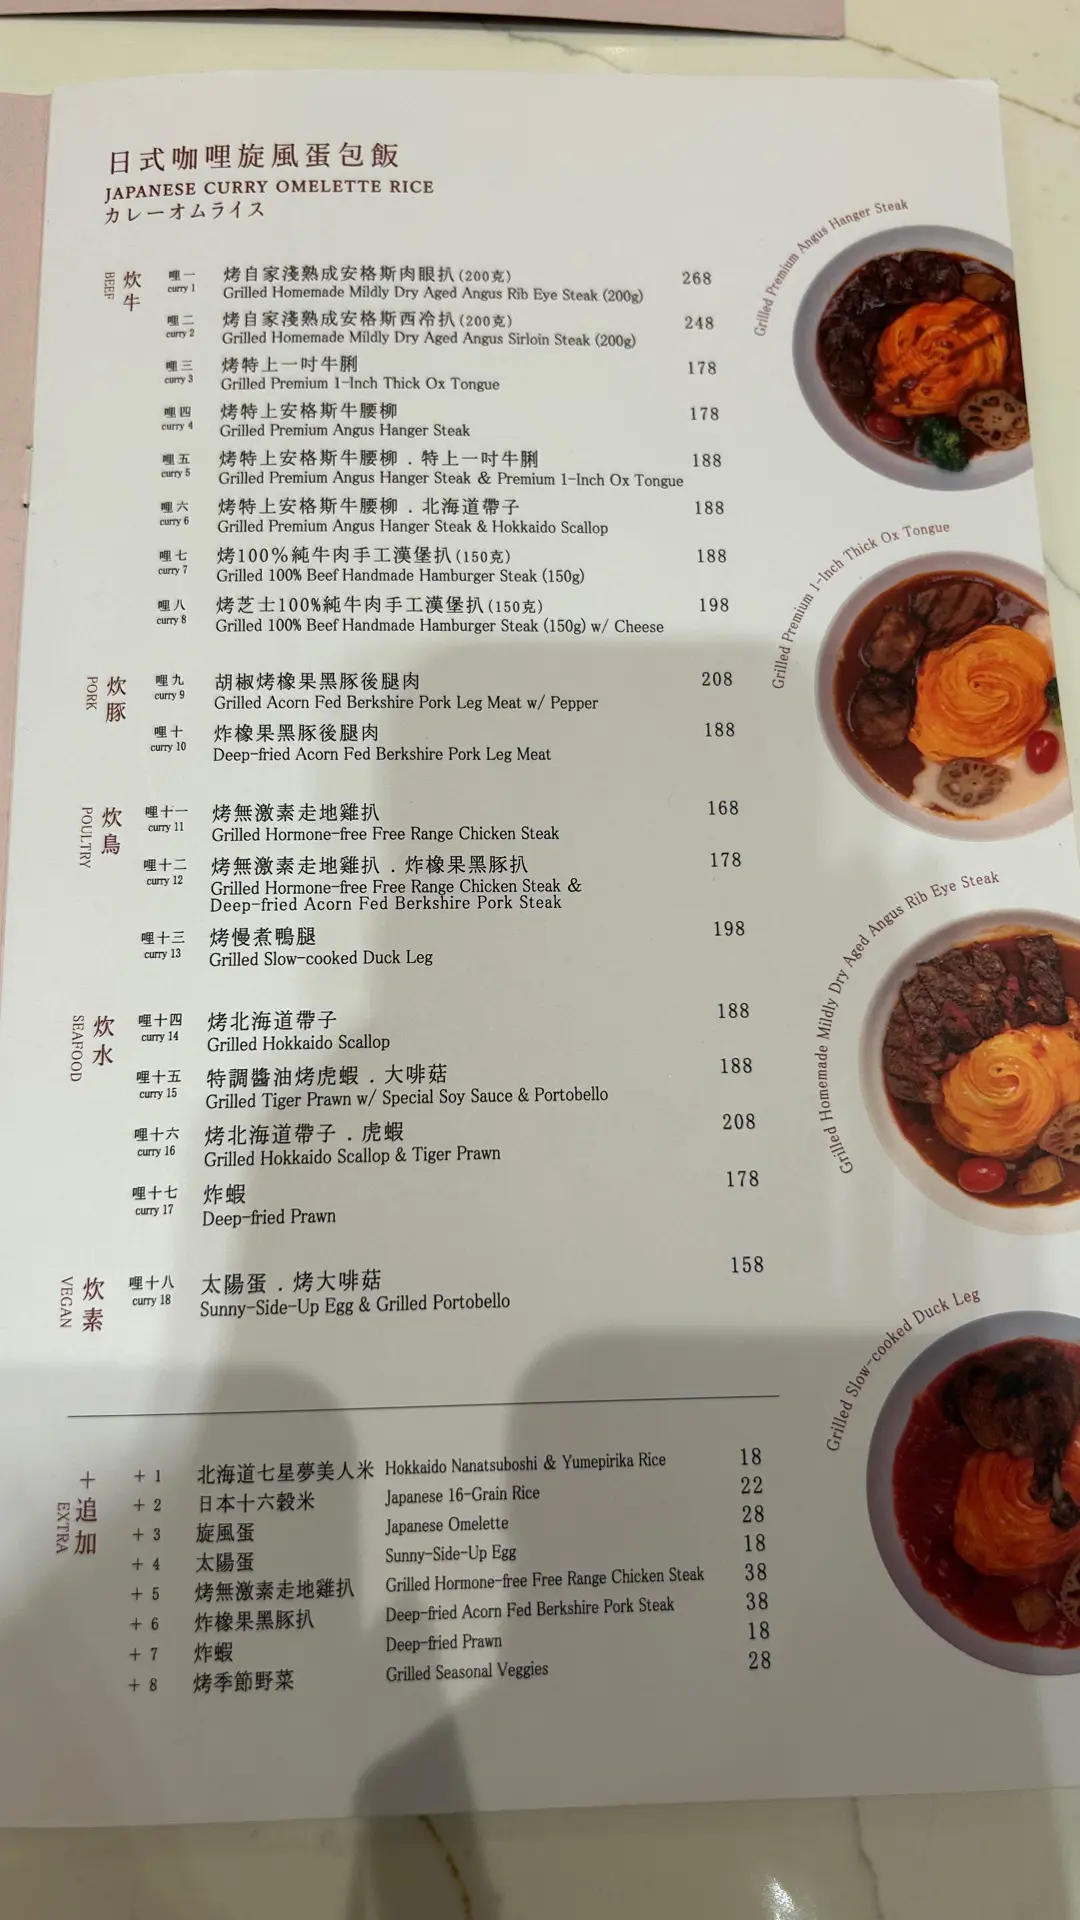 日式咖哩旋風蛋包飯
JAPANESE CURRY OMELETTE RICE
カレーオムライス
炊牛
BEEF
哩一 烤自家淺熟成安格斯肉眼扒(200克) 268
curry 1 Grilled Homemade Mildly Dry Aged Angus Rib Eye Steak (200g)
哩二 烤自家淺熟成安格斯西冷扒(200克) 248
curry 2 Grilled Homemade Mildly Dry Aged Angus Sirloin Steak (200g)
哩三 烤特上一吋牛脷 178
curry 3 Grilled Premium 1-Inch Thick Ox Tongue
哩四 烤特上安格斯牛腰柳 178
curry 4 Grilled Premium Angus Hanger Steak
哩五 烤特上安格斯牛腰柳 . 特上一吋牛脷 188
curry 5 Grilled Premium Angus Hanger Steak & Premium 1-Inch Ox Tongue
哩六 烤特上安格斯牛腰柳 . 北海道帶子 188
curry 6 Grilled Premium Angus Hanger Steak & Hokkaido Scallop
哩七 烤100%純牛肉手工漢堡扒(150克) 188
curry 7 Grilled 100% Beef Handmade Hamburger Steak (150g)
哩八 烤芝士100%純牛肉手工漢堡扒(150克) 198
curry 8 Grilled 100% Beef Handmade Hamburger Steak (150g) w/ Cheese
炊豚
PORK
哩九 胡椒烤橡果黑豚後腿肉 208
curry 9 Grilled Acorn Fed Berkshire Pork Leg Meat w/ Pepper
哩十 炸橡果黑豚後腿肉 188
curry 10 Deep-fried Acorn Fed Berkshire Pork Leg Meat
炊鳥
POULTRY
哩十一 烤無激素走地雞扒 168
curry 11 Grilled Hormone-free Free Range Chicken Steak
哩十二 烤無激素走地雞扒 . 炸橡果黑豚扒 178
curry 12 Grilled Hormone-free Free Range Chicken Steak &
Deep-fried Acorn Fed Berkshire Pork Steak
哩十三 烤慢煮鴨腿 198
curry 13 Grilled Slow-cooked Duck Leg
炊水
SEAFOOD
哩十四 烤北海道帶子 188
curry 14 Grilled Hokkaido Scallop
哩十五 特調醬油烤虎蝦 . 大啡菇 188
curry 15 Grilled Tiger Prawn w/ Special Soy Sauce & Portobello
哩十六 烤北海道帶子 . 虎蝦 208
curry 16 Grilled Hokkaido Scallop & Tiger Prawn
哩十七 炸蝦 178
curry 17 Deep-fried Prawn
炊素
VEGAN
哩十八 太陽蛋 . 烤大啡菇 158
curry 18 Sunny-Side-Up Egg & Grilled Portobello
+追加
EXTRA
+ 1 北海道七星夢美人米 Hokkaido Nanatsuboshi & Yumepirika Rice 18
+ 2 日本十六穀米 Japanese 16-Grain Rice 22
+ 3 旋風蛋 Japanese Omelette 28
+ 4 太陽蛋 Sunny-Side-Up Egg 18
+ 5 烤無激素走地雞扒 Grilled Hormone-free Free Range Chicken Steak 38
+ 6 炸橡果黑豚扒 Deep-fried Acorn Fed Berkshire Pork Steak 38
+ 7 炸蝦 Deep-fried Prawn 18
+ 8 烤季節野菜 Grilled Seasonal Veggies 28
Grilled Premium Angus Hanger Steak
Grilled Premium 1-Inch Thick Ox Tongue
Grilled Homemade Mildly Dry Aged Angus Rib Eye Steak
Grilled Slow-cooked Duck Leg